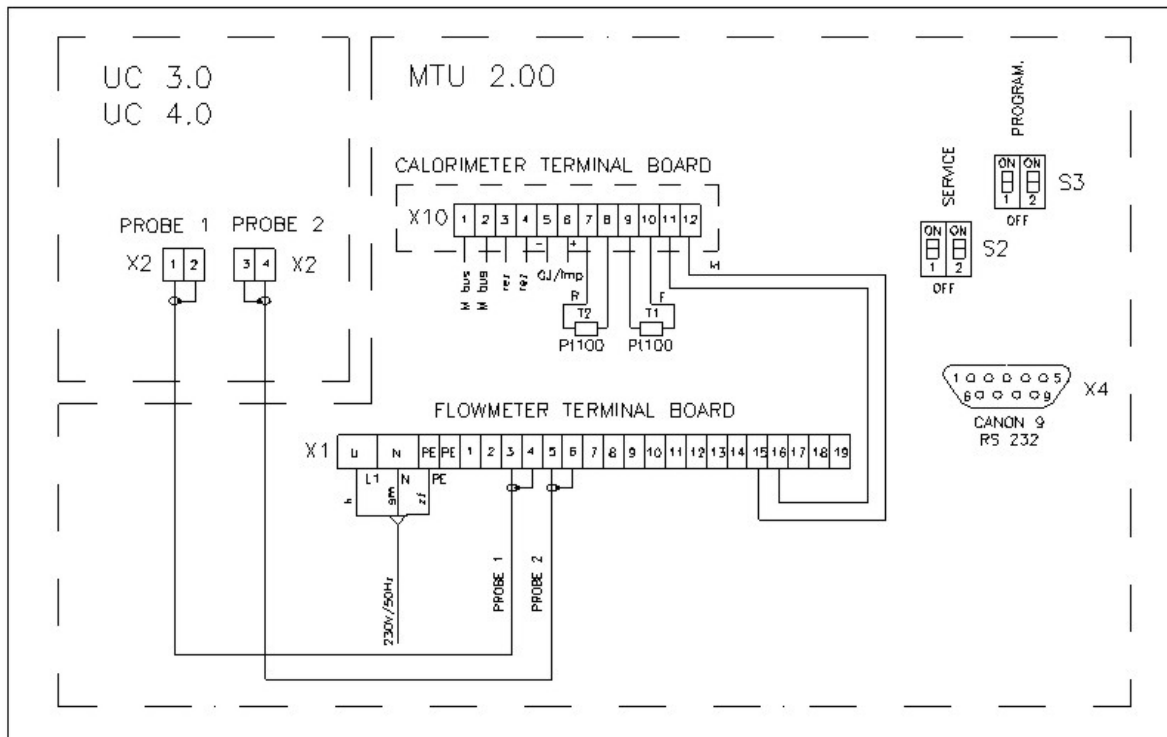 UC 3.0
UC 4.0
MTU 2.00
PROGRAM.
SERVICE
ON ON
1 2
OFF
S3
ON ON
1 2
OFF
S2
CALORIMETER TERMINAL BOARD
X10 1 2 3 4 5 6 7 8 9 10 11 12
- +
M bus
M bus
rez
rez
GJ/Imp
R F
T2 T1
Pt100 Pt100
PROBE 1 PROBE 2
X2 1 2 3 4 X2
1 5
6 9
X4
CANON 9
RS 232
FLOWMETER TERMINAL BOARD
X1 U N PE PE 1 2 3 4 5 6 7 8 9 10 11 12 13 14 15 16 17 18 19
L1 N PE
h gm zf
230V/50Hz
PROBE 1
PROBE 2